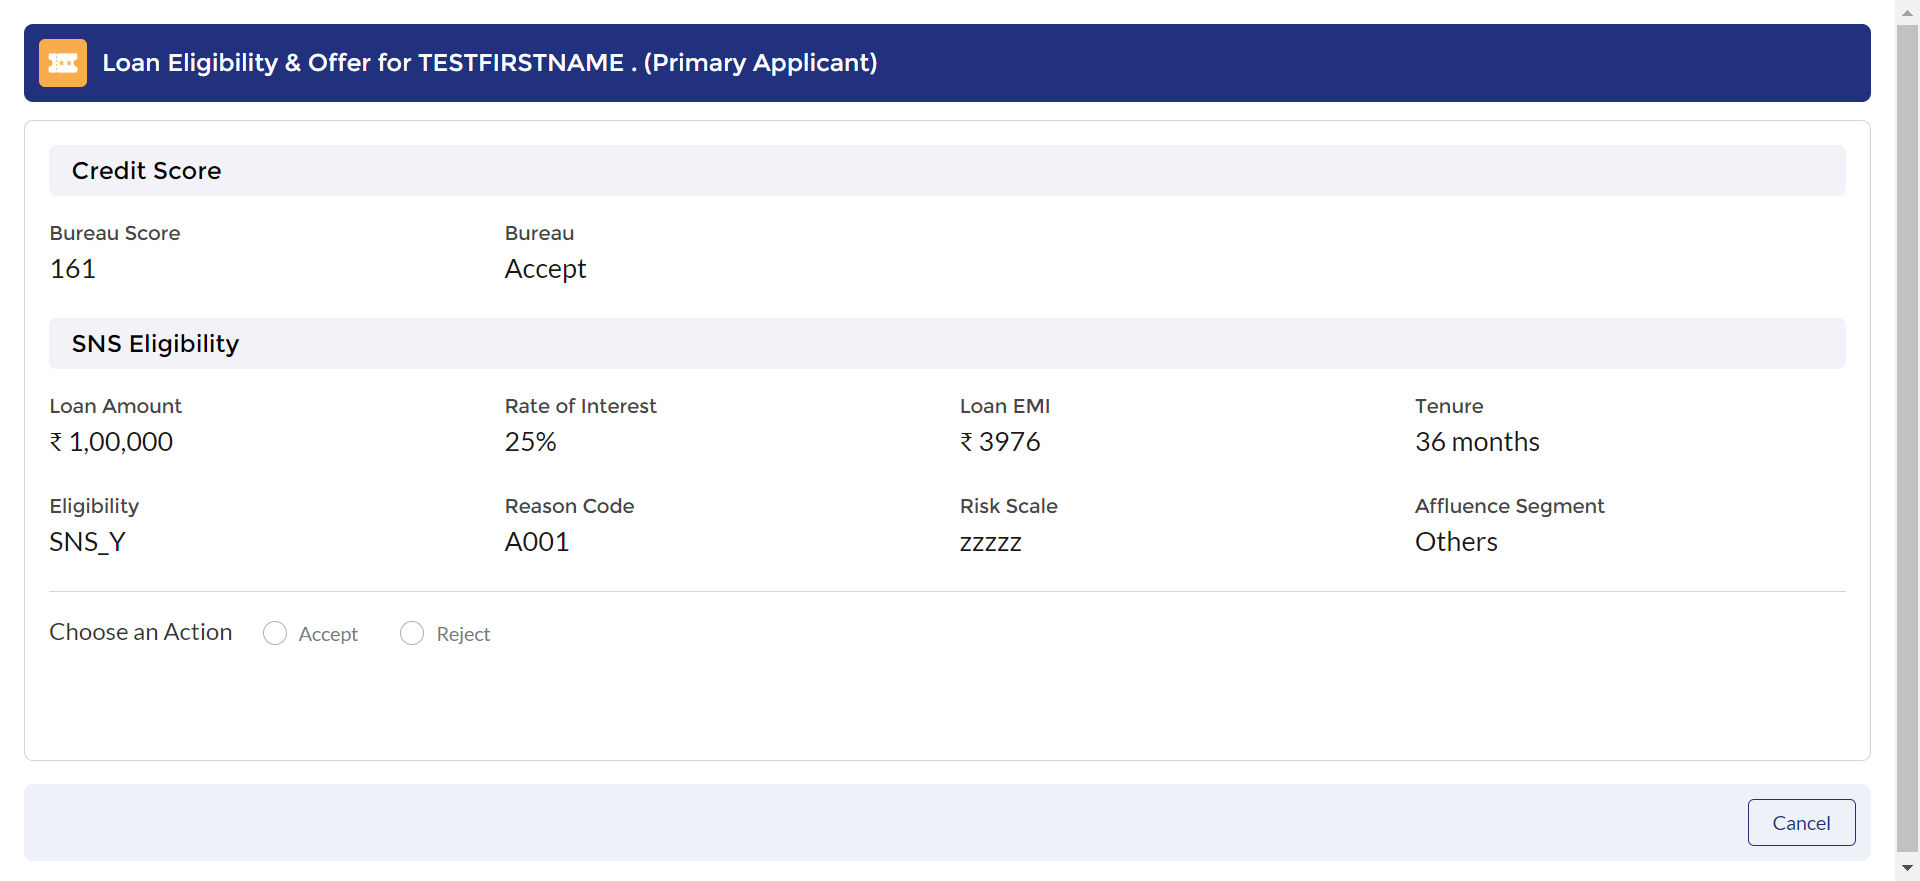 Loan Eligibility & Offer for TESTFIRSTNAME . (Primary Applicant)
Credit Score
Bureau Score Bureau
161 Accept
SNS Eligibility
Loan Amount Rate of Interest Loan EMI Tenure
₹ 1,00,000 25% ₹ 3976 36 months
Eligibility Reason Code Risk Scale Affluence Segment
SNS_Y A001 zzzzz Others
Choose an Action Accept Reject
Cancel